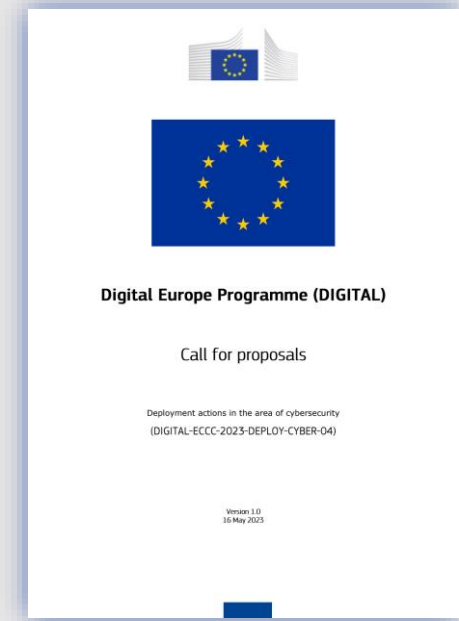 Digital Europe Programme (DIGITAL)
Call for proposals
Deployment actions in the area of cybersecurity
(DIGITAL-ECCC-2023-DEPLOY-CYBER-04)
Version 1.0
16 May 2023